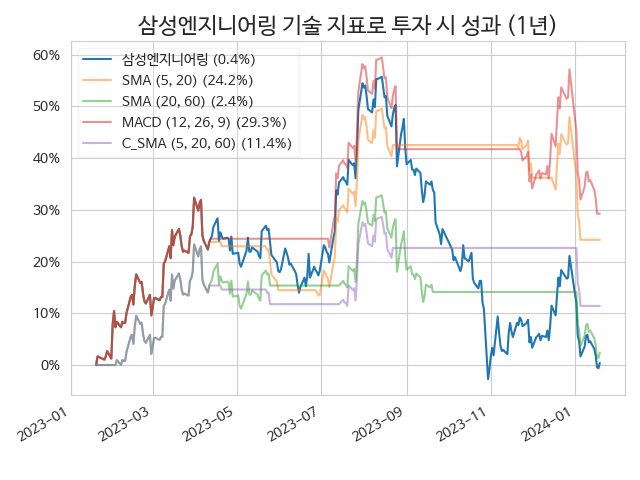 삼성엔지니어링 기술 지표로 투자 시 성과 (1년)
삼성엔지니어링 (0.4%)
SMA (5, 20) (24.2%)
SMA (20, 60) (2.4%)
MACD (12, 26, 9) (29.3%)
C_SMA (5, 20, 60) (11.4%)
60%
50%
40%
30%
20%
10%
0%
2023-01
2023-03
2023-05
2023-07
2023-09
2023-11
2024-01